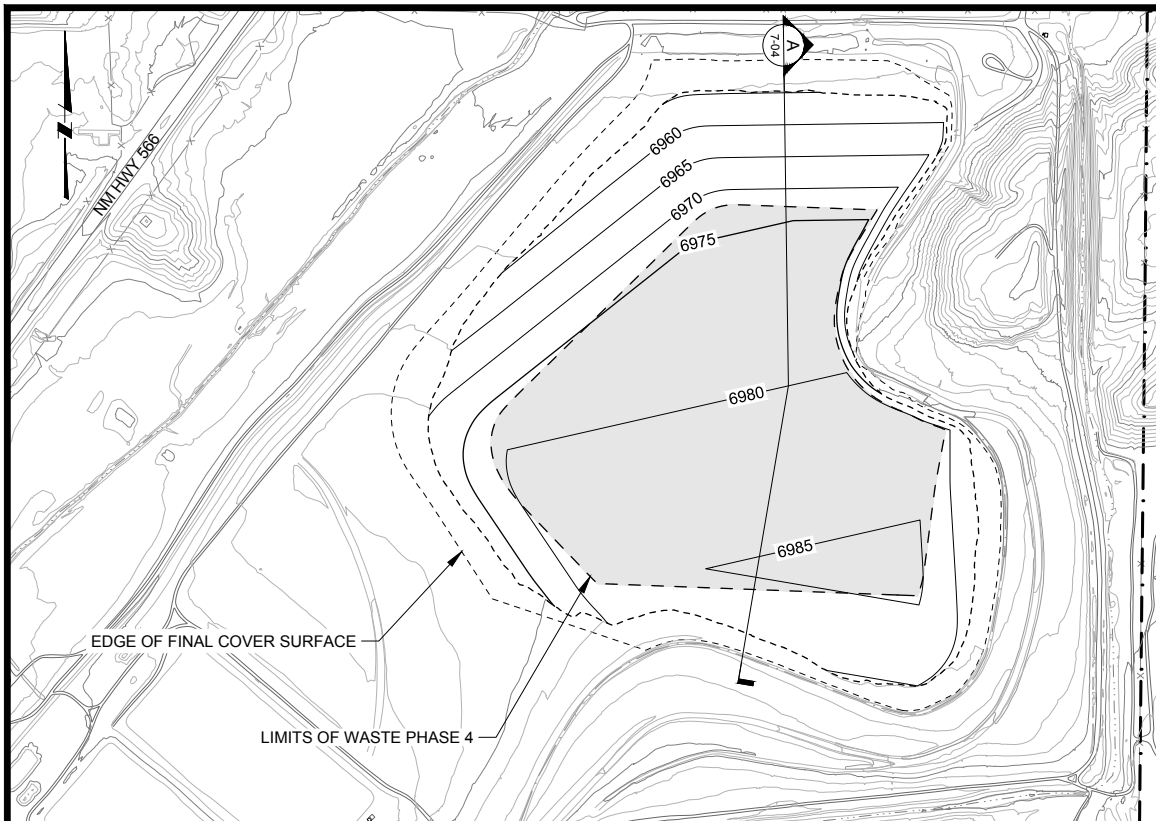 A
7-04
NM HWY 566
6960
6965
6970
6975
6980
6985
EDGE OF FINAL COVER SURFACE
LIMITS OF WASTE PHASE 4